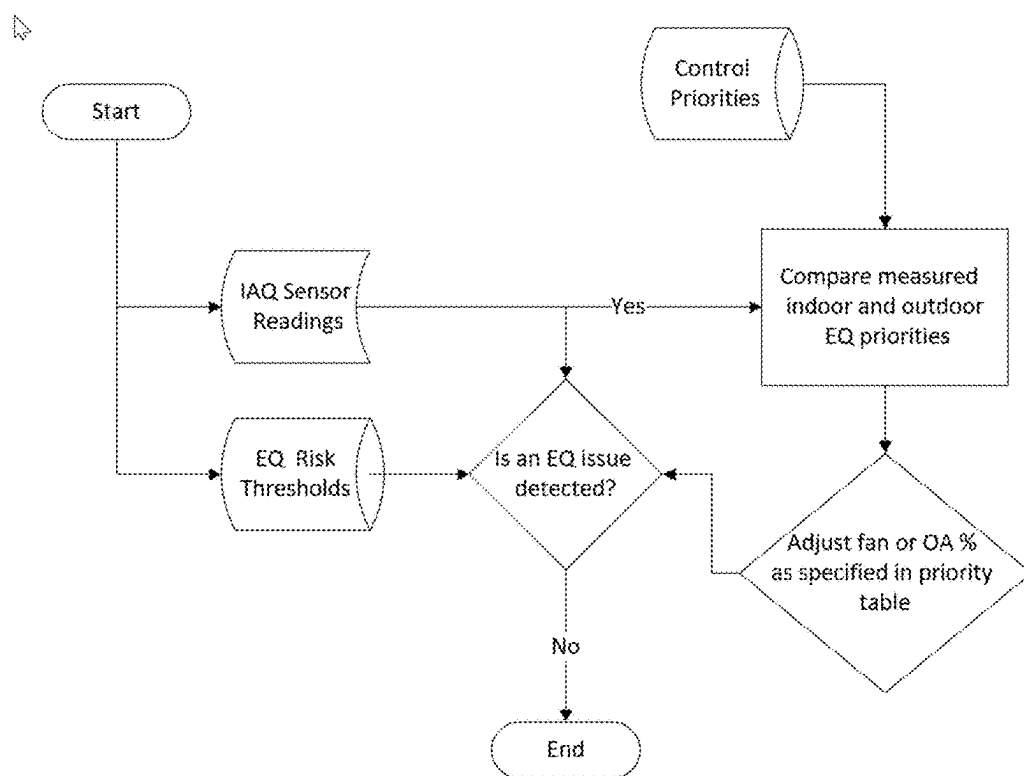 Start
Control
Priorities
IAQ Sensor
Readings
Yes
Compare measured
indoor and outdoor
EQ priorities
EQ Risk
Thresholds
Is an EQ issue
detected?
Adjust fan or OA %
as specified in priority
table
No
End